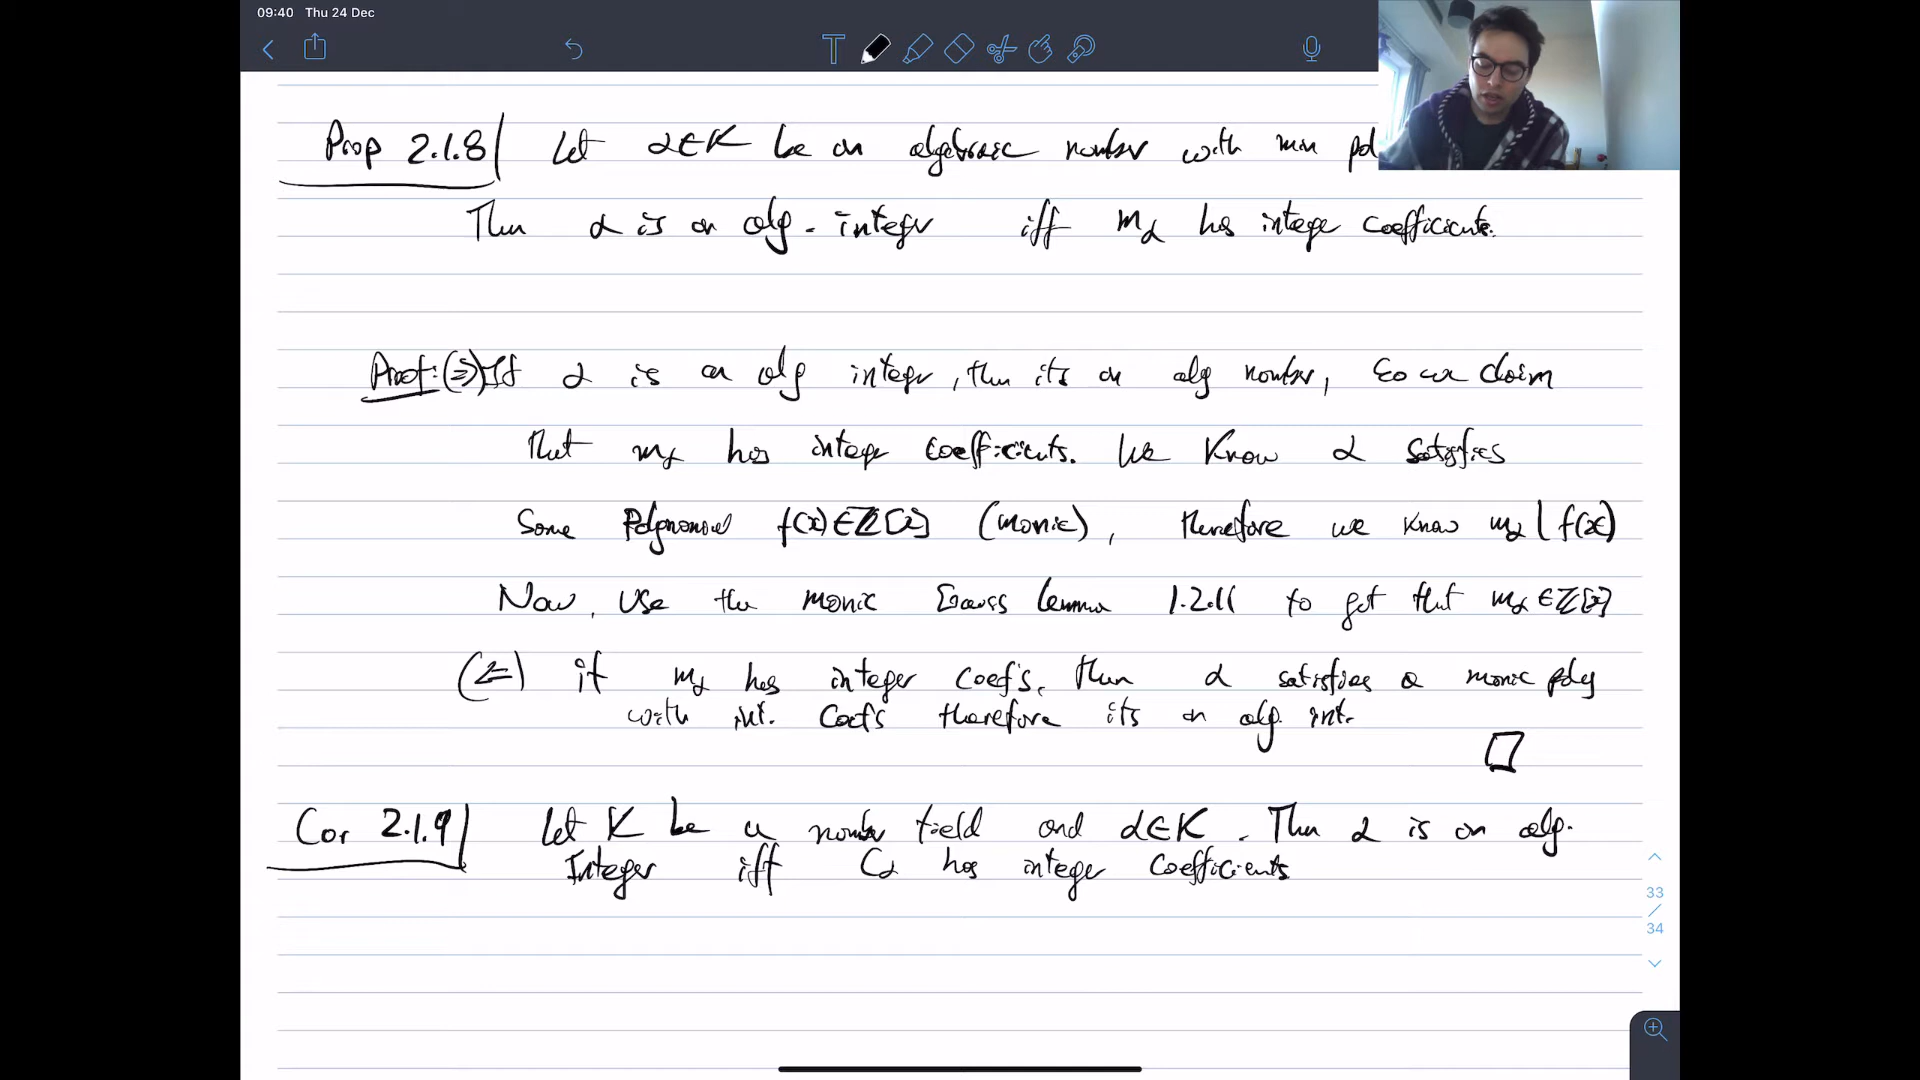 09:40 Thu 24 Dec
Prop 2.1.8 Let α∈K be an algebraic number with min pol
Then α is an alg. integer iff mα has integer coefficients.
Proof: (⇒) If α is an alg integer, then its an alg number, so we claim
that mα has integer coefficients. We know α satisfies
some Polynomial f(x)∈ℤ[x] (monic), therefore we know mα | f(x)
Now, use the monic Gauss lemma 1.2.11 to get that mα∈ℤ[x]
(⇐) if mα has integer coefs, then α satisfies a monic poly
with int. coefs therefore its an alg. int.
□
Cor 2.1.9 Let K be a number field and α∈K. Then α is an alg.
Integer iff Cα has integer coefficients
33
/
34